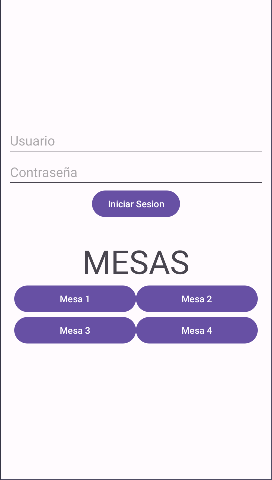 Usuario
Contraseña
Iniciar Sesion
MESAS
Mesa 1 Mesa 2
Mesa 3 Mesa 4